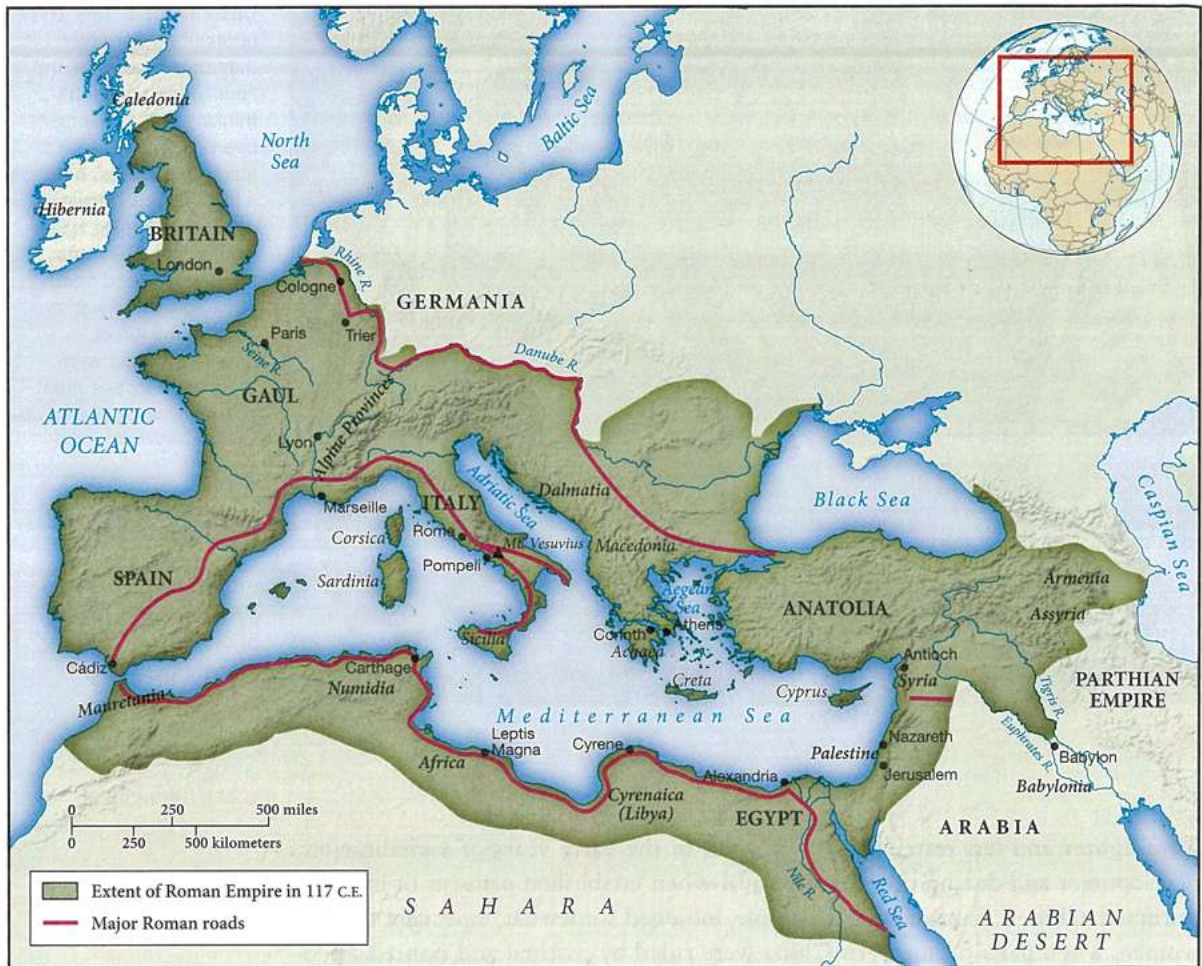 Caledonia
North
Sea
Baltic Sea
Hibernia
BRITAIN
London
Rhine R.
Cologne
GERMANIA
Paris
Trier
Seine R.
Danube R.
ATLANTIC
OCEAN
GAUL
Alpine Provinces
Lyon
Caspian Sea
Marseille
ITALY
Adriatic Sea
Dalmatia
Black Sea
Corsica
Rome
Mt. Vesuvius
Macedonia
Pompeii
SPAIN
Sardinia
Armenia
Aegean
Sea
ANATOLIA
Assyria
Corinth
Athens
Acha
Sicilia
Cádiz
Carthage
Antioch
Creta
Cyprus
Syria
PARTHIAN
EMPIRE
Mauretania
Numidia
Tigris R.
Mediterranean Sea
Leptis
Magna
Cyrene
Nazareth
Euphrates R.
Babylon
Africa
Palestine
Jerusalem
Alexandria
Babylonia
Cyrenaica
(Libya)
EGYPT
ARABIA
0 250 500 miles
0 250 500 kilometers
Nile R.
Red Sea
Extent of Roman Empire in 117 C.E.
Major Roman roads
SAHARA
ARABIAN
DESERT